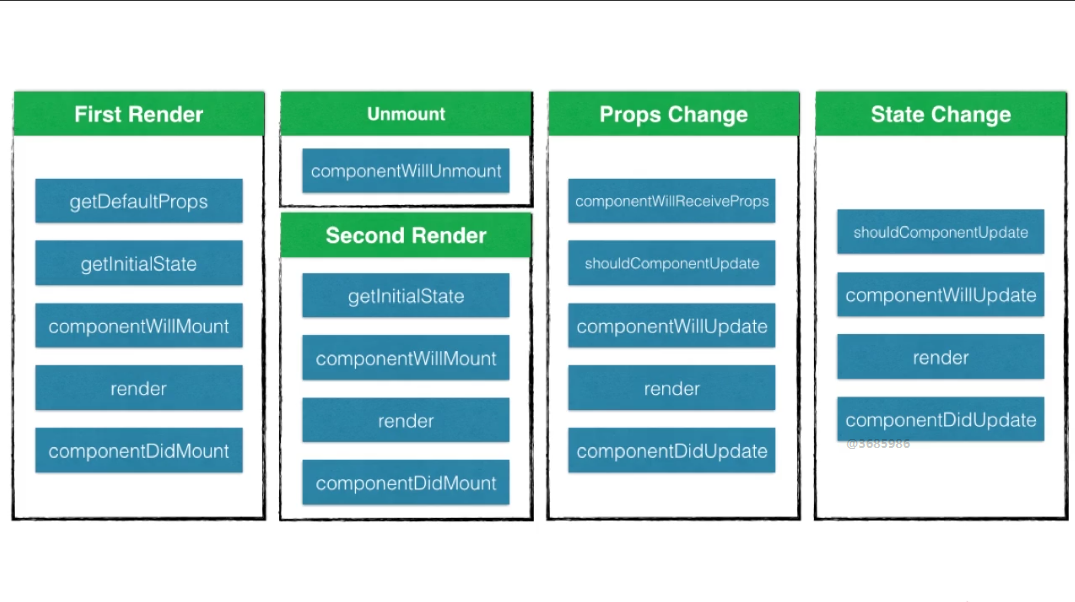 First Render
getDefaultProps
getInitialState
componentWillMount
render
componentDidMount
Unmount
componentWillUnmount
Second Render
getInitialState
componentWillMount
render
componentDidMount
Props Change
componentWillReceiveProps
shouldComponentUpdate
componentWillUpdate
render
componentDidUpdate
State Change
shouldComponentUpdate
componentWillUpdate
render
componentDidUpdate
@3685986